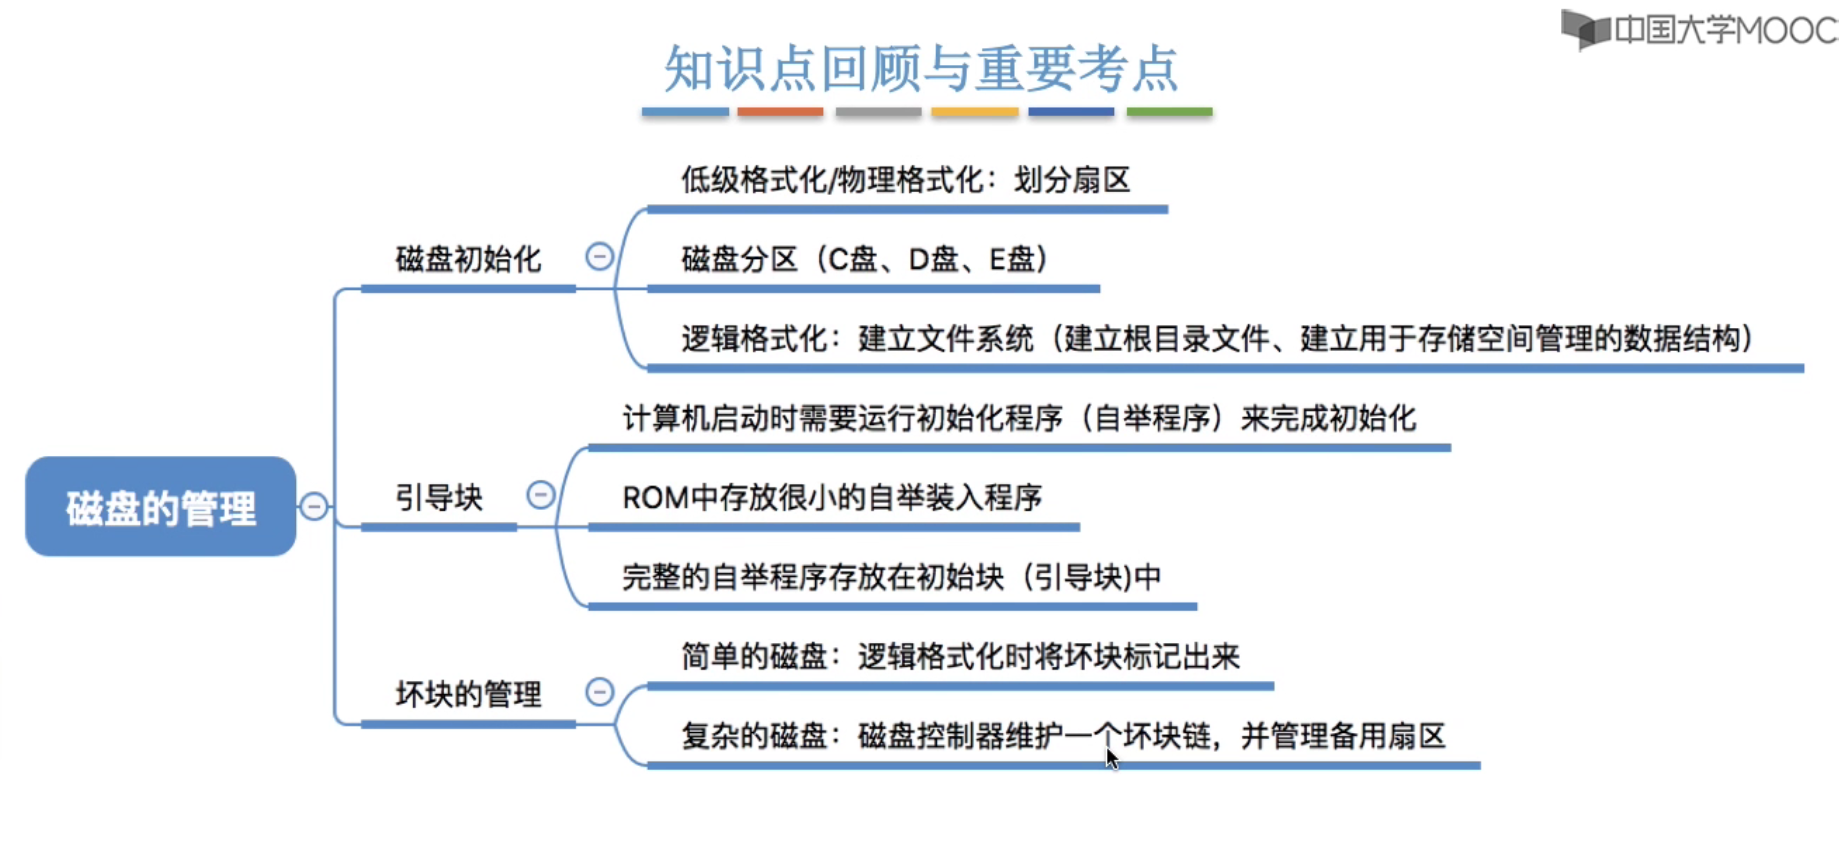 中国大学MOOC
知识点回顾与重要考点
磁盘的管理
磁盘初始化
低级格式化/物理格式化：划分扇区
磁盘分区（C盘、D盘、E盘）
逻辑格式化：建立文件系统（建立根目录文件、建立用于存储空间管理的数据结构）
引导块
计算机启动时需要运行初始化程序（自举程序）来完成初始化
ROM中存放很小的自举装入程序
完整的自举程序存放在初始块（引导块)中
坏块的管理
简单的磁盘：逻辑格式化时将坏块标记出来
复杂的磁盘：磁盘控制器维护一个坏块链，并管理备用扇区